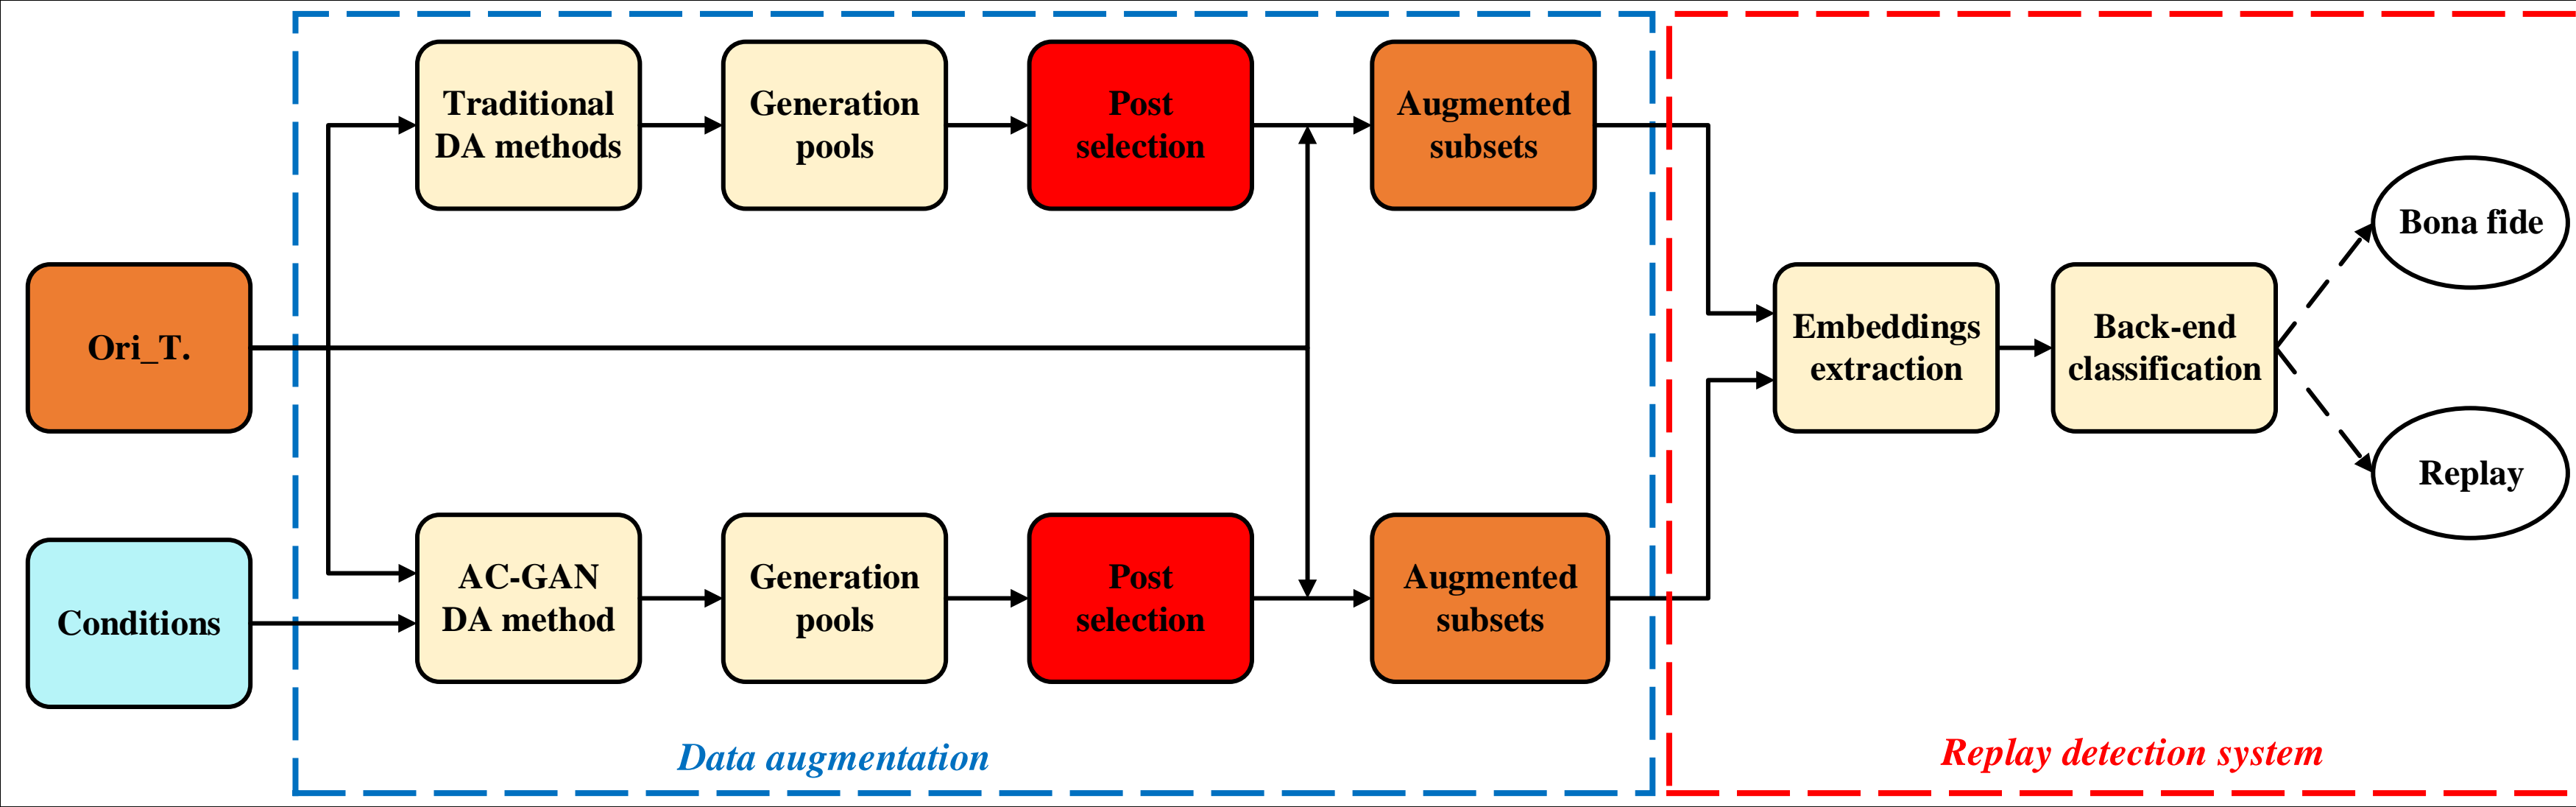 Traditional
DA methods
Generation
pools
Post
selection
Augmented
subsets
Ori_T.
Conditions
AC-GAN
DA method
Generation
pools
Post
selection
Augmented
subsets
Data augmentation
Embeddings
extraction
Back-end
classification
Bona fide
Replay
Replay detection system